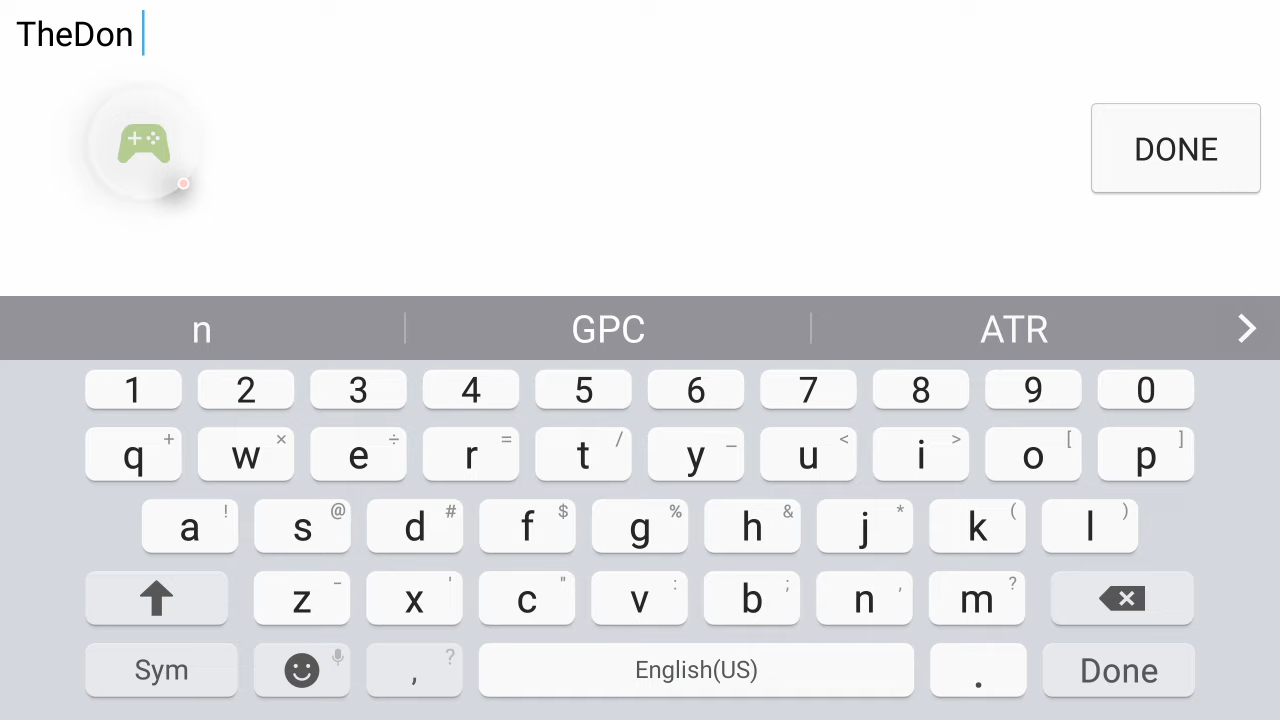 TheDon
DONE
n GPC ATR
1 2 3 4 5 6 7 8 9 0
q + w × e ÷ r = t / y _ u < i > o [ p ]
a ! s @ d # f $ g % h & j * k ( l )
z - x ' c " v : b ; n , m ?
Sym , ? English(US) . Done